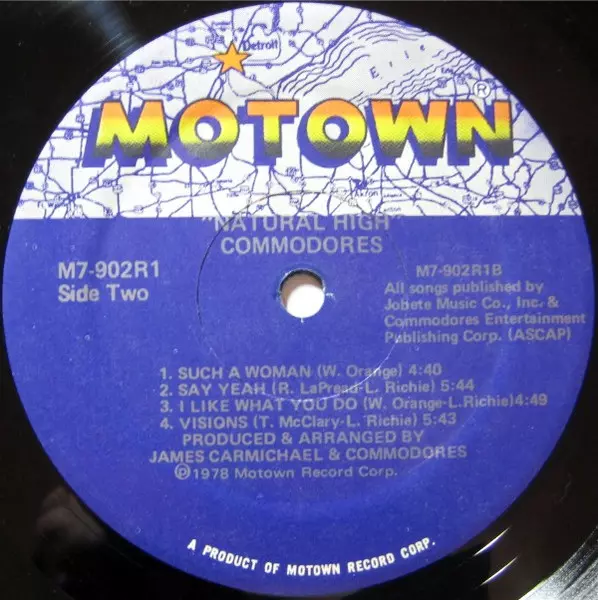 Detroit
Erie
MOTOWN®
"NATURAL HIGH"
COMMODORES
M7-902R1
Side Two
M7-902R1B
All songs published by
Jobete Music Co., Inc. &
Commodores Entertainment
Publishing Corp. (ASCAP)
1. SUCH A WOMAN (W. Orange) 4:40
2. SAY YEAH (R. LaPread-L. Richie) 5:44
3. I LIKE WHAT YOU DO (W. Orange-L.Richie)4:49
4. VISIONS (T. McClary-L. Richie) 5:43
PRODUCED & ARRANGED BY
JAMES CARMICHAEL & COMMODORES
℗1978 Motown Record Corp.
A PRODUCT OF MOTOWN RECORD CORP.